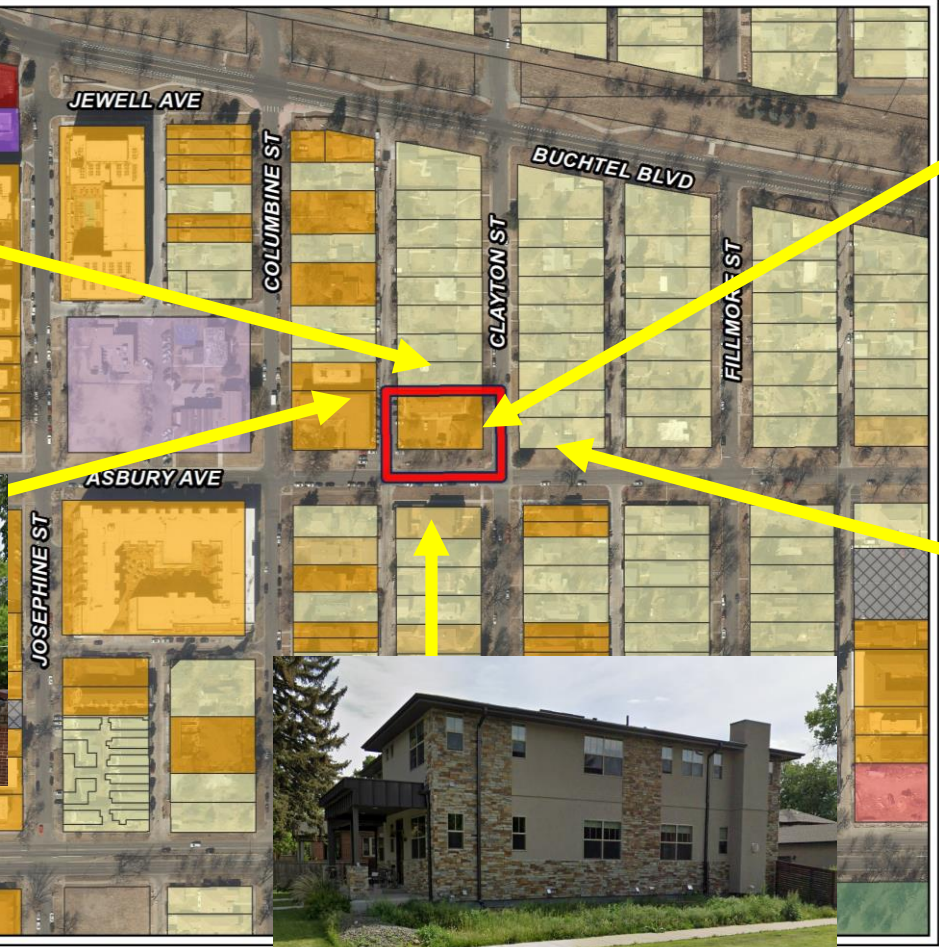 JEWELL AVE
BUCHTEL BLVD
COLUMBINE ST
CLAYTON ST
FILLMORE ST
ASBURY AVE
JOSEPHINE ST